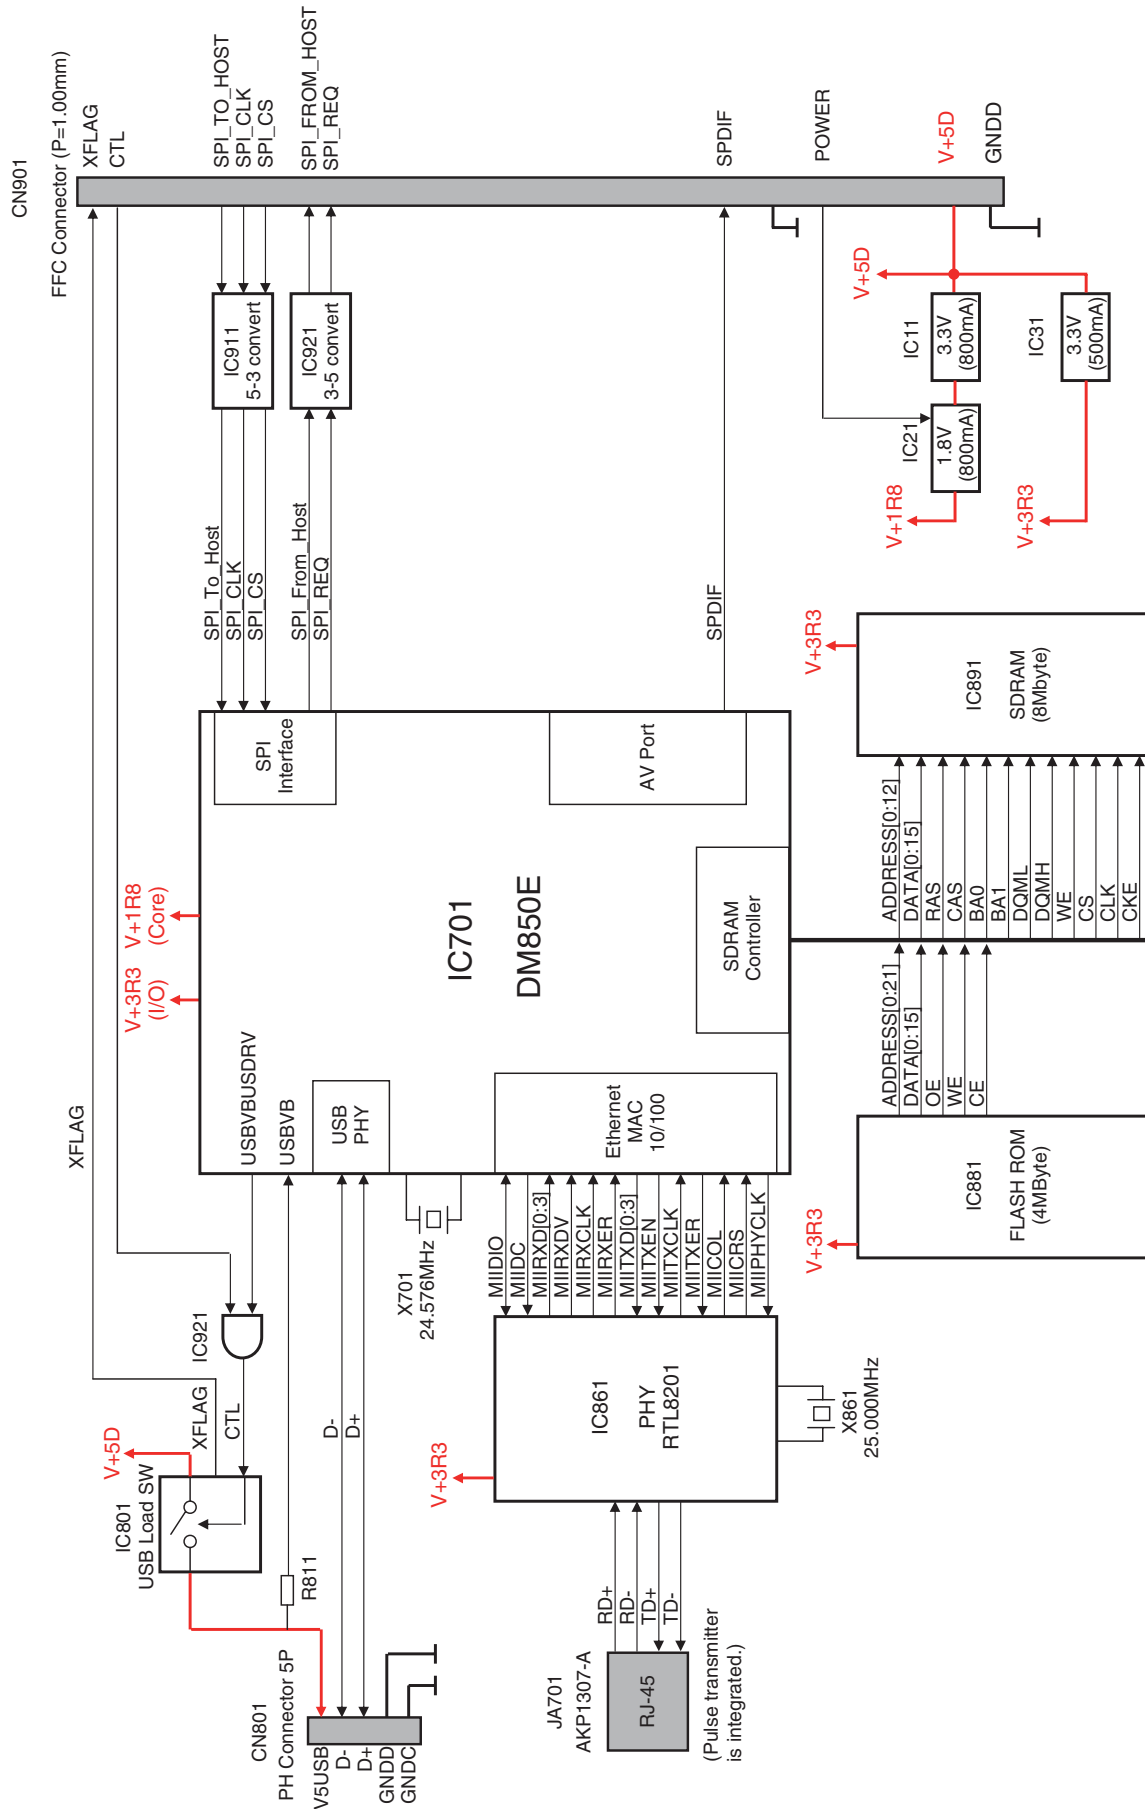 CN901
FFC Connector (P=1.00mm)
XFLAG
CTL
SPI_TO_HOST
SPI_CLK
SPI_CS
SPI_FROM_HOST
SPI_REQ
SPDIF
POWER
V+5D
GNDD
IC911
5-3 convert
IC921
3-5 convert
V+5D
IC11
3.3V
(800mA)
IC31
3.3V
(500mA)
IC21
1.8V
(800mA)
V+1R8
V+3R3
SPI_To_Host
SPI_CLK
SPI_CS
SPI_From_Host
SPI_REQ
SPDIF
XFLAG
V+3R3
(I/O)
V+1R8
(Core)
SPI
Interface
AV Port
IC701
DM850E
SDRAM
Controller
USBVBUSDRV
USBVB
USB
PHY
Ethernet
MAC
10/100
V+3R3
IC891
SDRAM
(8Mbyte)
ADDRESS[0:12]
DATA[0:15]
RAS
CAS
BA0
BA1
DQML
DQMH
WE
CS
CLK
CKE
ADDRESS[0:21]
DATA[0:15]
OE
WE
CE
V+3R3
IC881
FLASH ROM
(4MByte)
X701
24.576MHz
MIIDIO
MIIDC
MIIRXD[0:3]
MIIRXDV
MIIRXCLK
MIIRXER
MIITXD[0:3]
MIITXEN
MIITXCLK
MIITXER
MIICOL
MIICRS
MIIPHYCLK
IC921
XFLAG
CTL
V+5D
IC801
USB Load SW
R811
D-
D+
V+3R3
IC861
PHY
RTL8201
X861
25.000MHz
RD+
RD-
TD+
TD-
CN801
PH Connector 5P
V5USB
D-
D+
GNDD
GNDC
JA701
AKP1307-A
RJ-45
(Pulse transmitter
is integrated.)